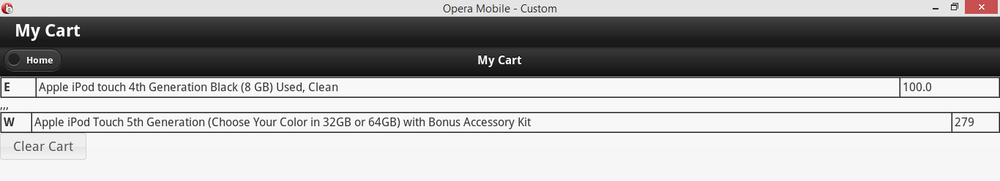 Opera Mobile - Custom
My Cart
Home
My Cart
E Apple iPod touch 4th Generation Black (8 GB) Used, Clean 100.0
,,,
W Apple iPod Touch 5th Generation (Choose Your Color in 32GB or 64GB) with Bonus Accessory Kit 279
Clear Cart